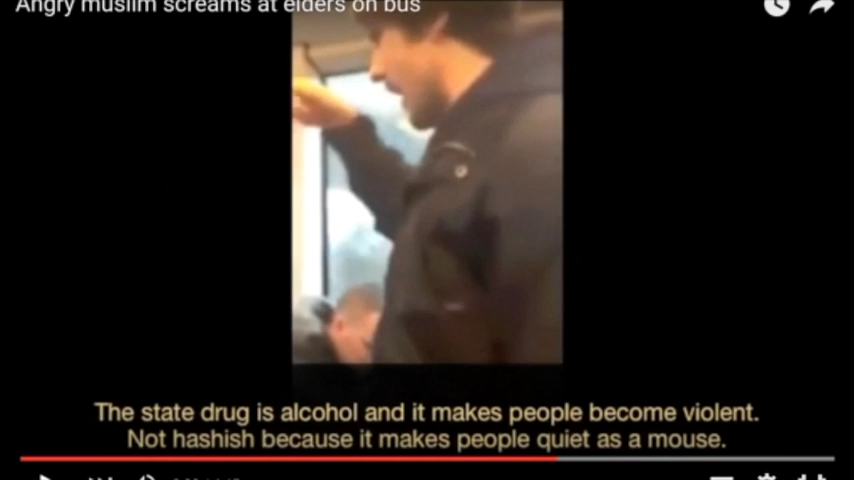 Angry muslim screams at elders on bus
The state drug is alcohol and it makes people become violent.
Not hashish because it makes people quiet as a mouse.